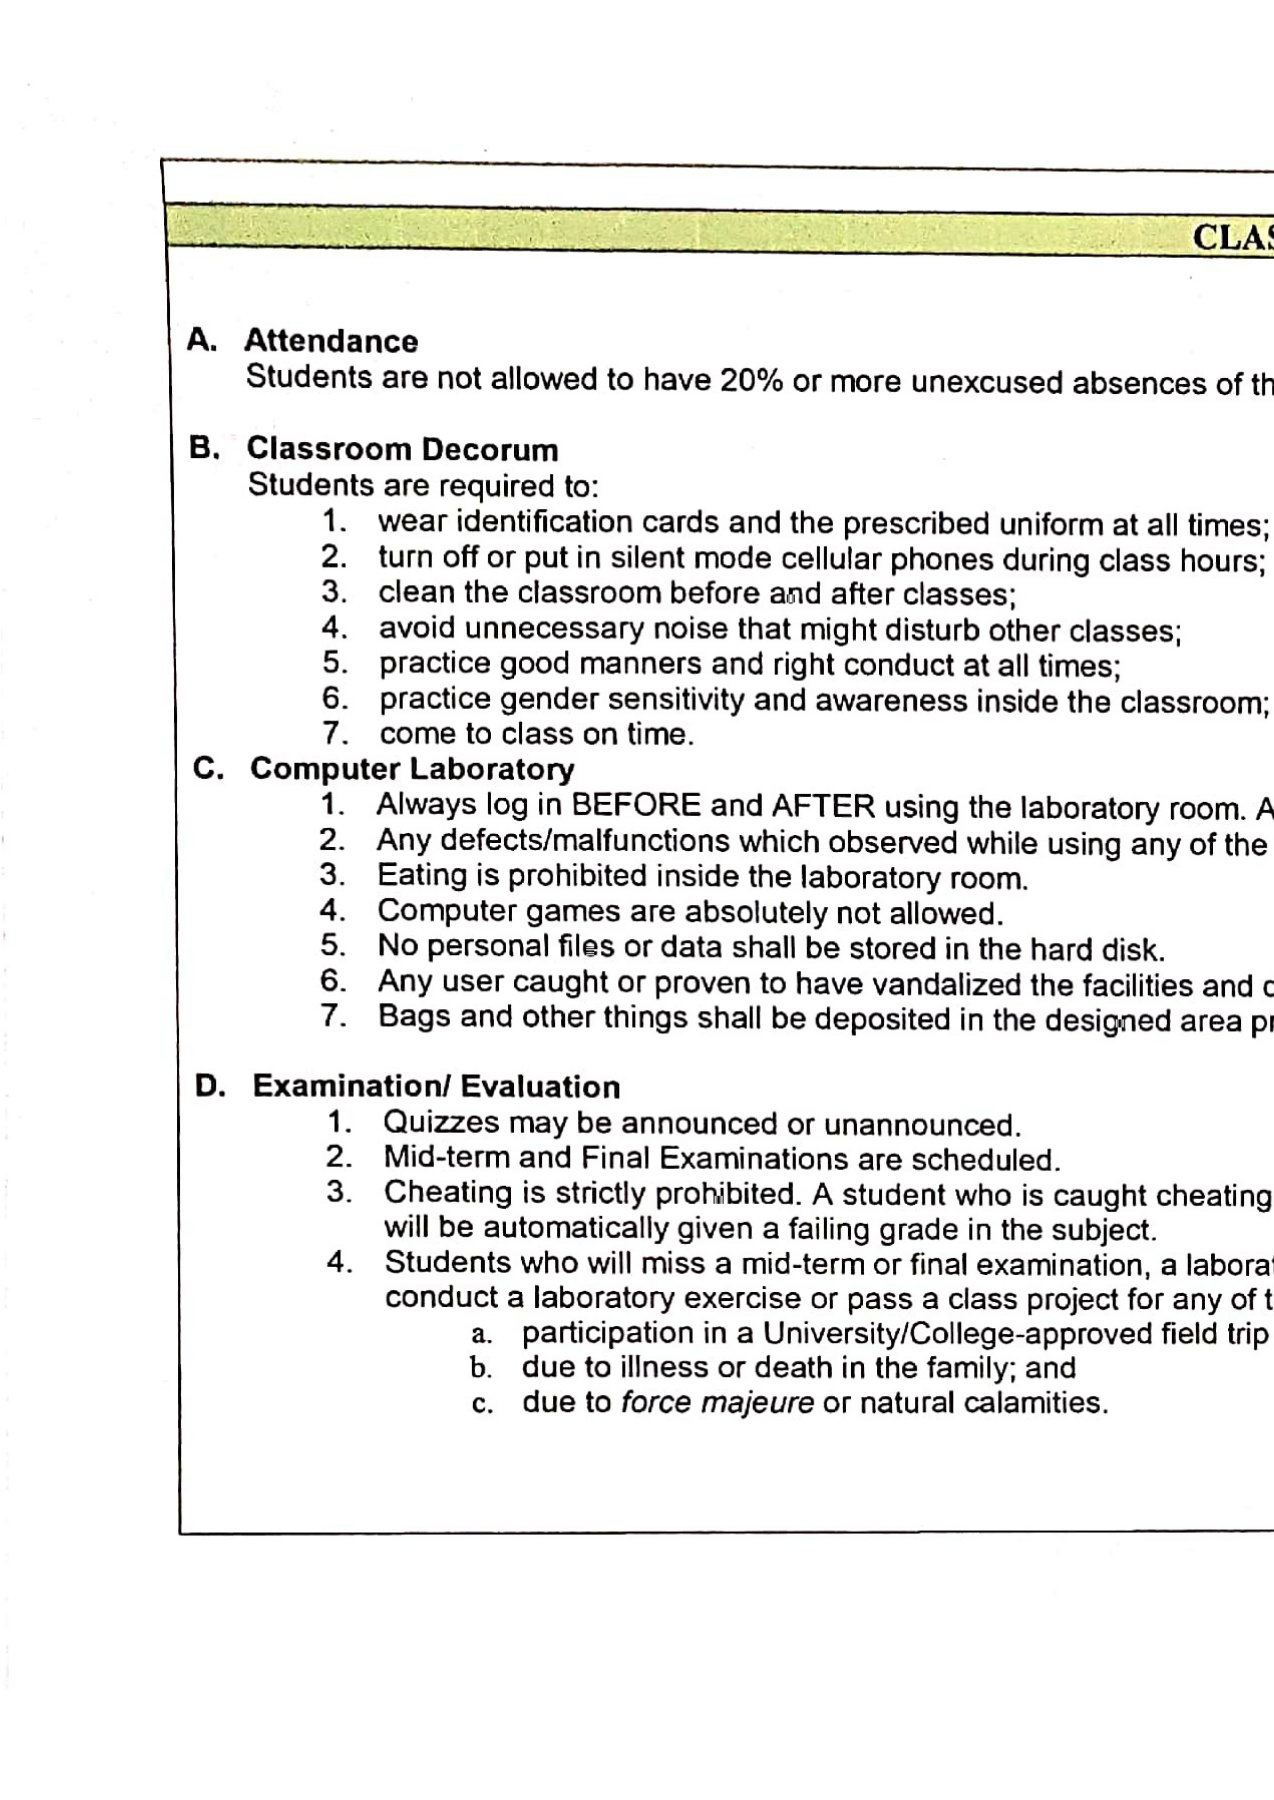 CLAS
A. Attendance
Students are not allowed to have 20% or more unexcused absences of th
B. Classroom Decorum
Students are required to:
1. wear identification cards and the prescribed uniform at all times;
2. turn off or put in silent mode cellular phones during class hours;
3. clean the classroom before and after classes;
4. avoid unnecessary noise that might disturb other classes;
5. practice good manners and right conduct at all times;
6. practice gender sensitivity and awareness inside the classroom;
7. come to class on time.
C. Computer Laboratory
1. Always log in BEFORE and AFTER using the laboratory room. A
2. Any defects/malfunctions which observed while using any of the
3. Eating is prohibited inside the laboratory room.
4. Computer games are absolutely not allowed.
5. No personal files or data shall be stored in the hard disk.
6. Any user caught or proven to have vandalized the facilities and
7. Bags and other things shall be deposited in the designed area pr
D. Examination/ Evaluation
1. Quizzes may be announced or unannounced.
2. Mid-term and Final Examinations are scheduled.
3. Cheating is strictly prohibited. A student who is caught cheating
will be automatically given a failing grade in the subject.
4. Students who will miss a mid-term or final examination, a laborat
conduct a laboratory exercise or pass a class project for any of t
a. participation in a University/College-approved field trip
b. due to illness or death in the family; and
c. due to force majeure or natural calamities.